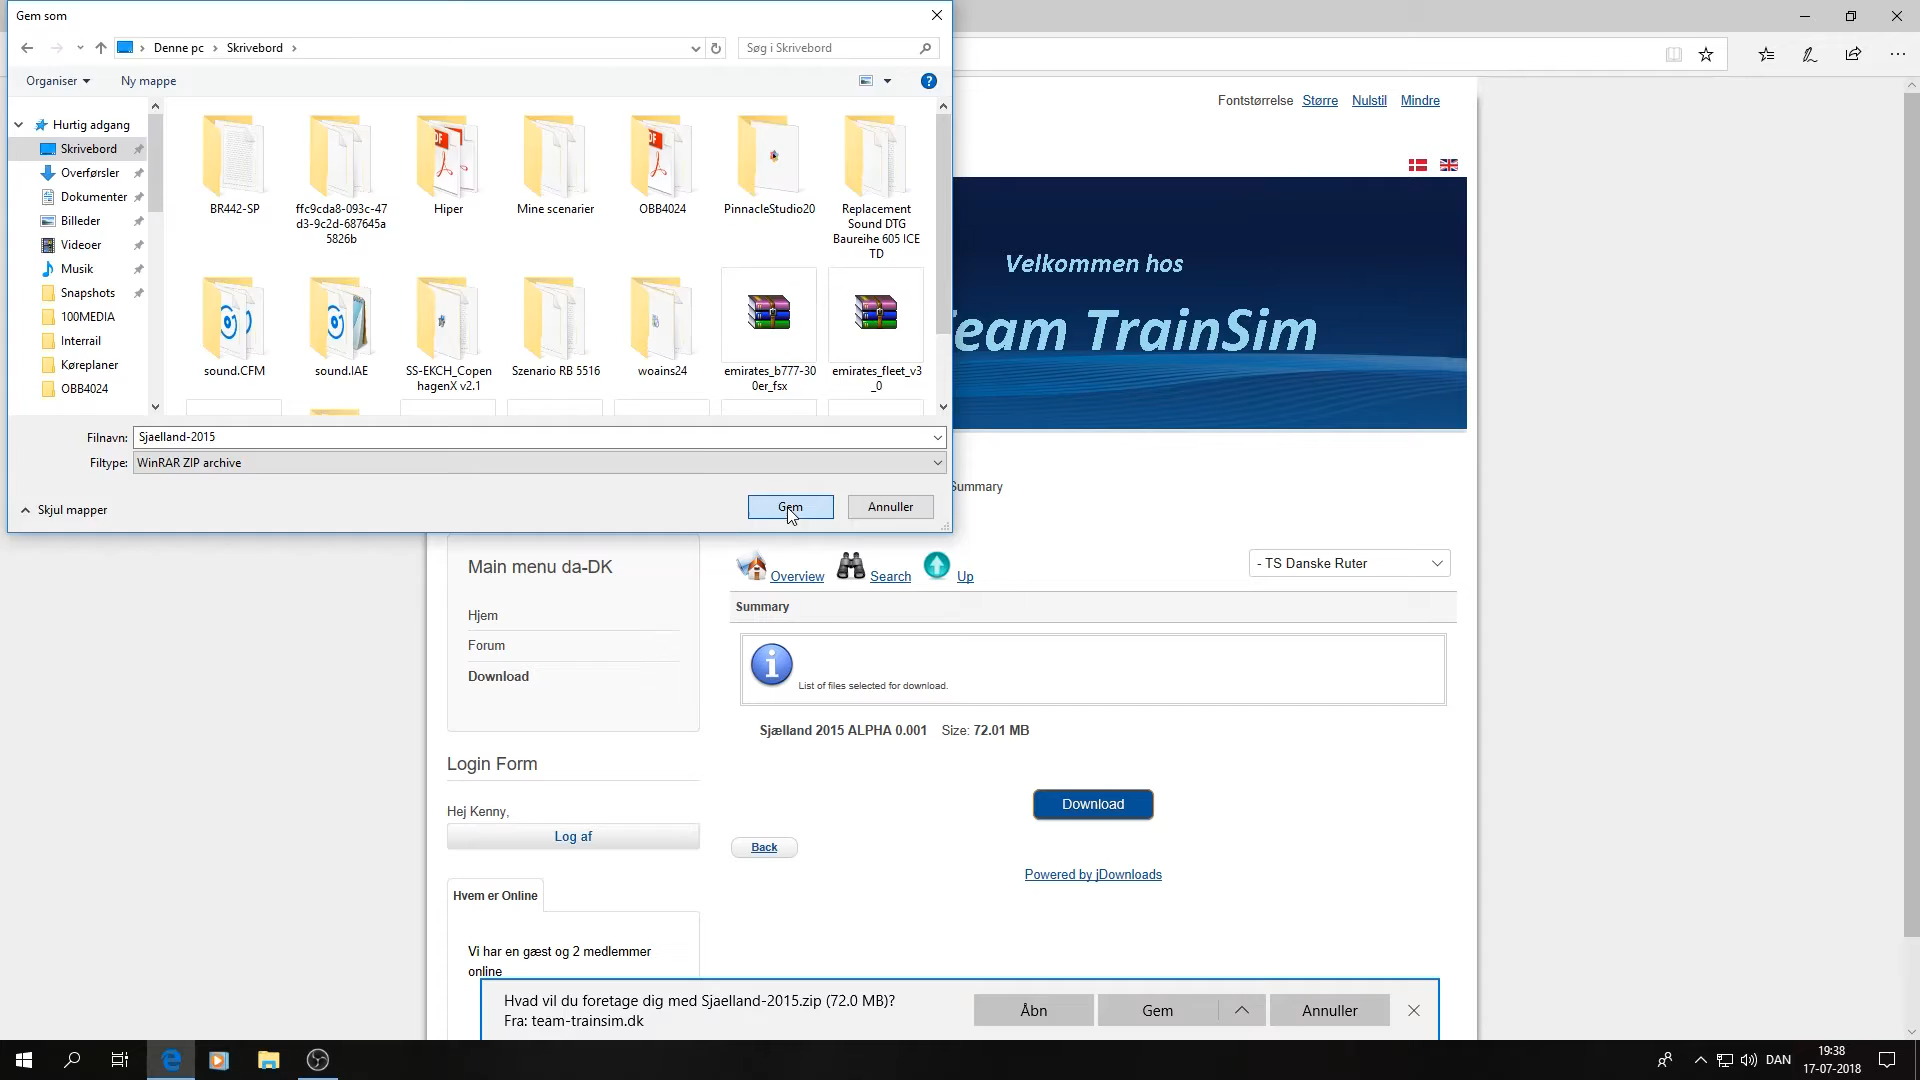 Gem som
Denne pc
Skrivebord
Søg i Skrivebord
Organiser
Ny mappe
Hurtig adgang
Skrivebord
Overførsler
Dokumenter
Billeder
Videoer
Musik
Snapshots
100MEDIA
Interrail
Køreplaner
OBB4024
BR442-SP
ffc9cda8-093c-47
d3-9c2d-687645a
5826b
Hiper
Mine scenarier
OBB4024
PinnacleStudio20
Replacement
Sound DTG
Baureihe 605 ICE
TD
sound.CFM
sound.IAE
SS-EKCH_Copen
hagenX v2.1
Szenario RB 5516
woains24
emirates_b777-30
0er_fsx
emirates_fleet_v3
_0
Filnavn: Sjaelland-2015
Filtype: WinRAR ZIP archive
Skjul mapper
Gem
Annuller
Fontstørrelse Større Nulstil Mindre
Velkommen hos
Team TrainSim
Summary
Main menu da-DK
Hjem
Forum
Download
Login Form
Hej Kenny,
Log af
Hvem er Online
Vi har en gæst og 2 medlemmer
online
Overview Search Up
- TS Danske Ruter
Summary
List of files selected for download.
Sjælland 2015 ALPHA 0.001 Size: 72.01 MB
Download
Back
Powered by jDownloads
Hvad vil du foretage dig med Sjaelland-2015.zip (72.0 MB)?
Fra: team-trainsim.dk
Åbn
Gem
Annuller
DAN
19:38
17-07-2018